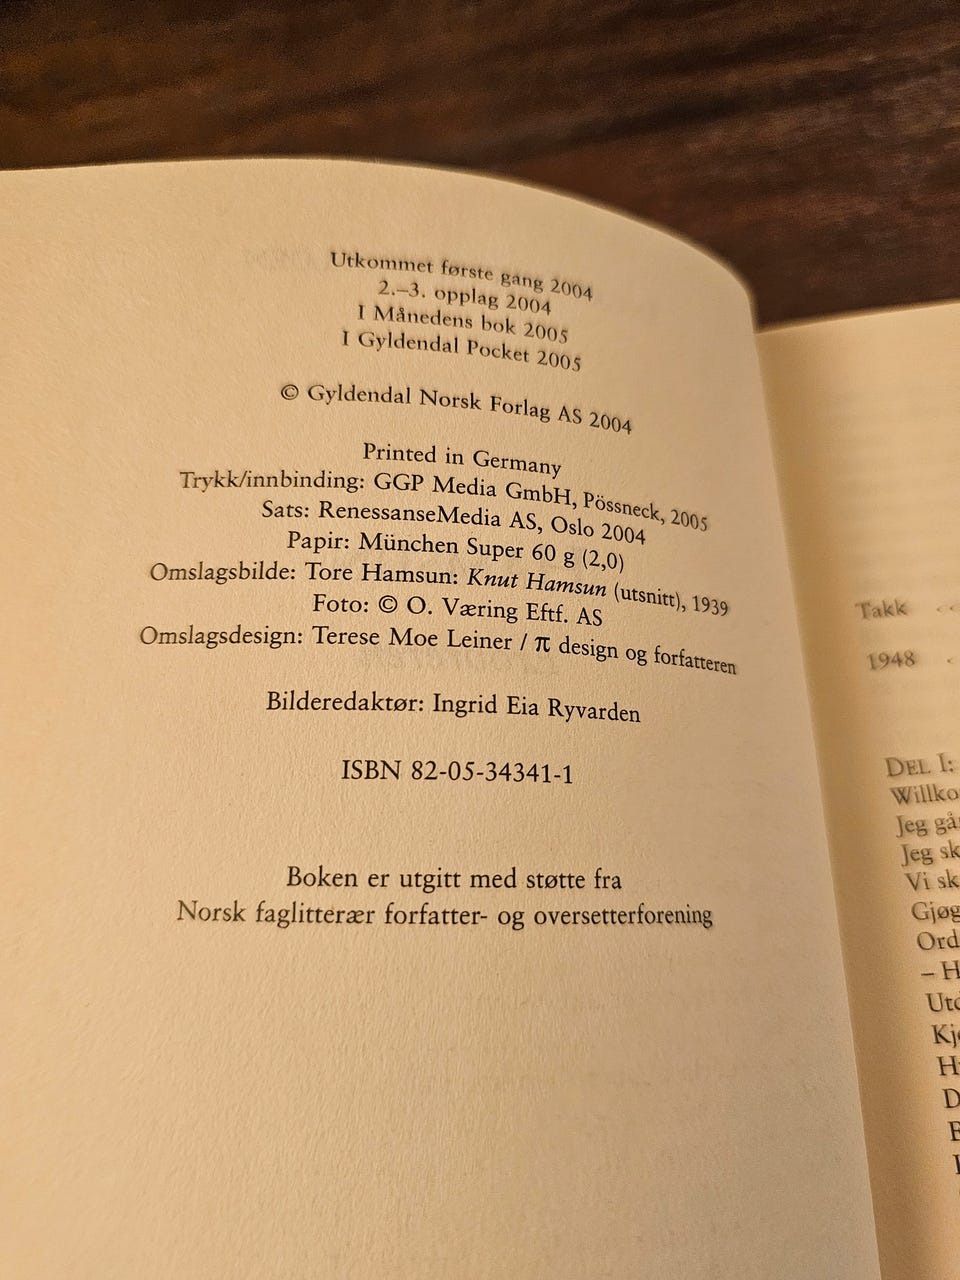 Utkommet første gang 2004
2.–3. opplag 2004
I Månedens bok 2005
I Gyldendal Pocket 2005
© Gyldendal Norsk Forlag AS 2004
Printed in Germany
Trykk/innbinding: GGP Media GmbH, Pössneck, 2005
Sats: RenessanseMedia AS, Oslo 2004
Papir: München Super 60 g (2,0)
Omslagsbilde: Tore Hamsun: Knut Hamsun (utsnitt), 1939
Foto: © O. Væring Eftf. AS
Omslagsdesign: Terese Moe Leiner / π design og forfatteren
Bilderedaktør: Ingrid Eia Ryvarden
ISBN 82-05-34341-1
Boken er utgitt med støtte fra
Norsk faglitterær forfatter- og oversetterforening
Takk
1948
DEL I:
Jeg
Jeg
Vi
– H